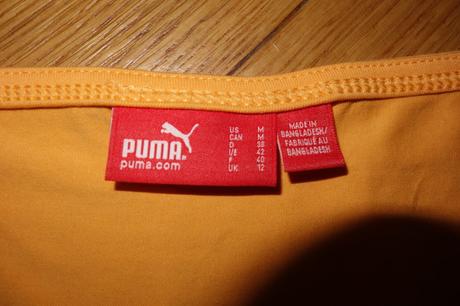 PUMA
puma.com
US M
CAN M
D 38
I/E 42
F 40
UK 12
MADE IN
BANGLADESH/
FABRIQUÉ AU
BANGLADESH